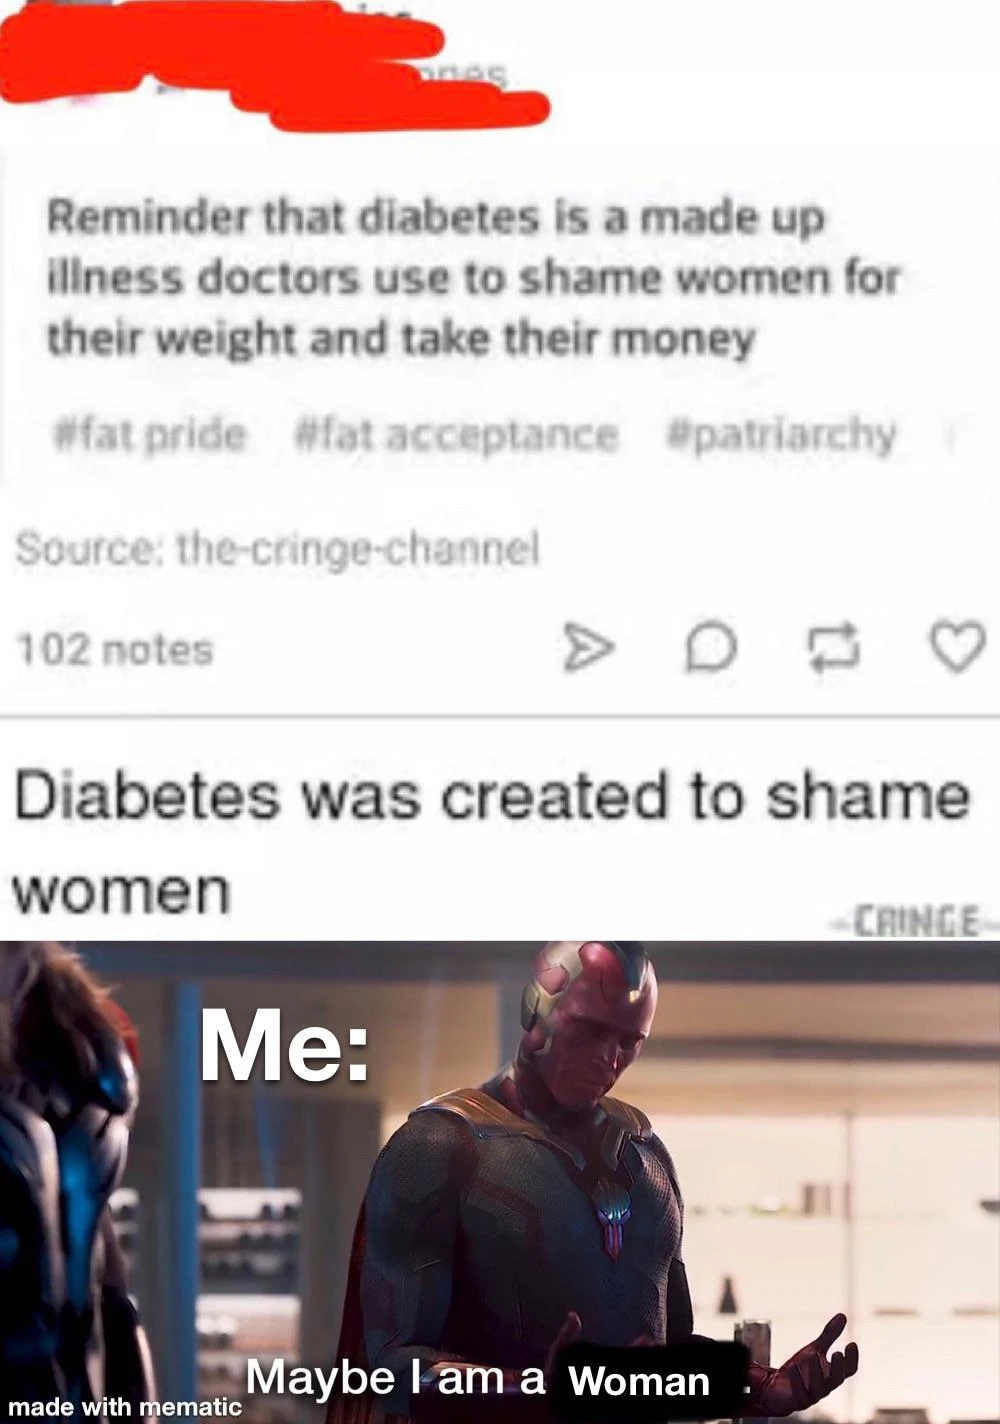 Reminder that diabetes is a made up
illness doctors use to shame women for
their weight and take their money
#fat pride #fat acceptance #patriarchy
Source: the-cringe-channel
102 notes
Diabetes was created to shame
women
CRINGE
Me:
Maybe I am a Woman .
made with mematic